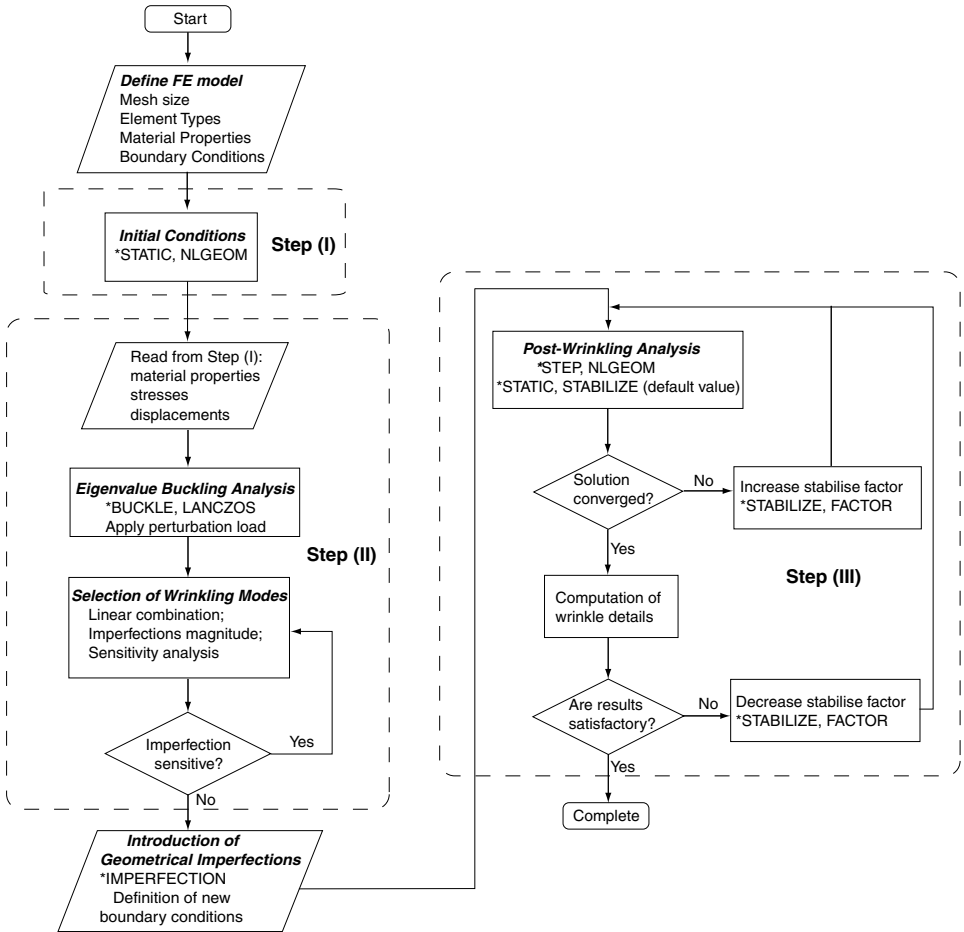 Start
Define FE model
Mesh size
Element Types
Material Properties
Boundary Conditions
Initial Conditions
*STATIC, NLGEOM
Step (I)
Read from Step (I):
material properties
stresses
displacements
Eigenvalue Buckling Analysis
*BUCKLE, LANCZOS
Apply perturbation load
Step (II)
Selection of Wrinkling Modes
Linear combination;
Imperfections magnitude;
Sensitivity analysis
Imperfection
sensitive?
Yes
No
Introduction of
Geometrical Imperfections
*IMPERFECTION
Definition of new
boundary conditions
Post-Wrinkling Analysis
*STEP, NLGEOM
*STATIC, STABILIZE (default value)
Solution
converged?
No
Increase stabilise factor
*STABILIZE, FACTOR
Yes
Step (III)
Computation of
wrinkle details
Are results
satisfactory?
No
Decrease stabilise factor
*STABILIZE, FACTOR
Yes
Complete